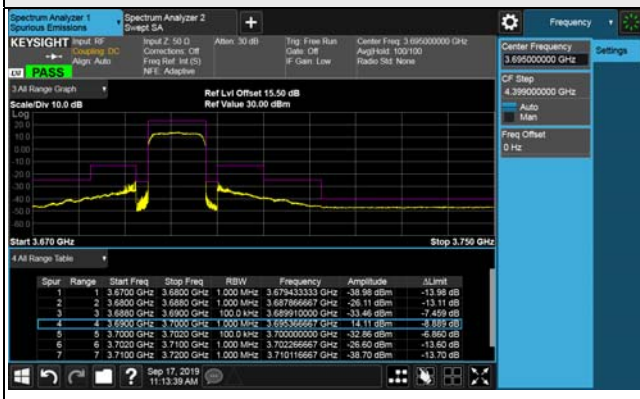 Spectrum Analyzer 1
Spurious Emissions
Spectrum Analyzer 2
Swept SA
+
Frequency
KEYSIGHT
Input: RF
Coupling: DC
Align: Auto
Input Z: 50 Ω
Corrections: Off
Freq Ref: Int (S)
NFE: Adaptive
Atten: 30 dB
Trig: Free Run
Gate: Off
IF Gain: Low
Center Freq: 3.695000000 GHz
Avg|Hold: 100/100
Radio Std: None
PASS
Center Frequency
3.695000000 GHz
Settings
CF Step
4.399000000 GHz
Auto
Man
Freq Offset
0 Hz
3 All Range Graph
Scale/Div 10.0 dB
Ref Lvl Offset 15.50 dB
Ref Value 30.00 dBm
Log
20.0
10.0
0.00
-10.0
-20.0
-30.0
-40.0
-50.0
-60.0
Start 3.670 GHz
Stop 3.750 GHz
4 All Range Table
Spur Range Start Freq Stop Freq RBW Frequency Amplitude ΔLimit
1 1 3.6700 GHz 3.6800 GHz 1.000 MHz 3.679433333 GHz -38.98 dBm -13.98 dB
2 2 3.6800 GHz 3.6880 GHz 1.000 MHz 3.687866667 GHz -26.11 dBm -13.11 dB
3 3 3.6880 GHz 3.6900 GHz 100.0 kHz 3.689910000 GHz -33.46 dBm -7.459 dB
4 4 3.6900 GHz 3.7000 GHz 1.000 MHz 3.695366667 GHz 14.11 dBm -8.889 dB
5 5 3.7000 GHz 3.7020 GHz 100.0 kHz 3.700000000 GHz -32.86 dBm -6.860 dB
6 6 3.7020 GHz 3.7100 GHz 1.000 MHz 3.702266667 GHz -26.60 dBm -13.60 dB
7 7 3.7100 GHz 3.7200 GHz 1.000 MHz 3.710116667 GHz -38.70 dBm -13.70 dB
?
Sep 17, 2019
11:13:39 AM